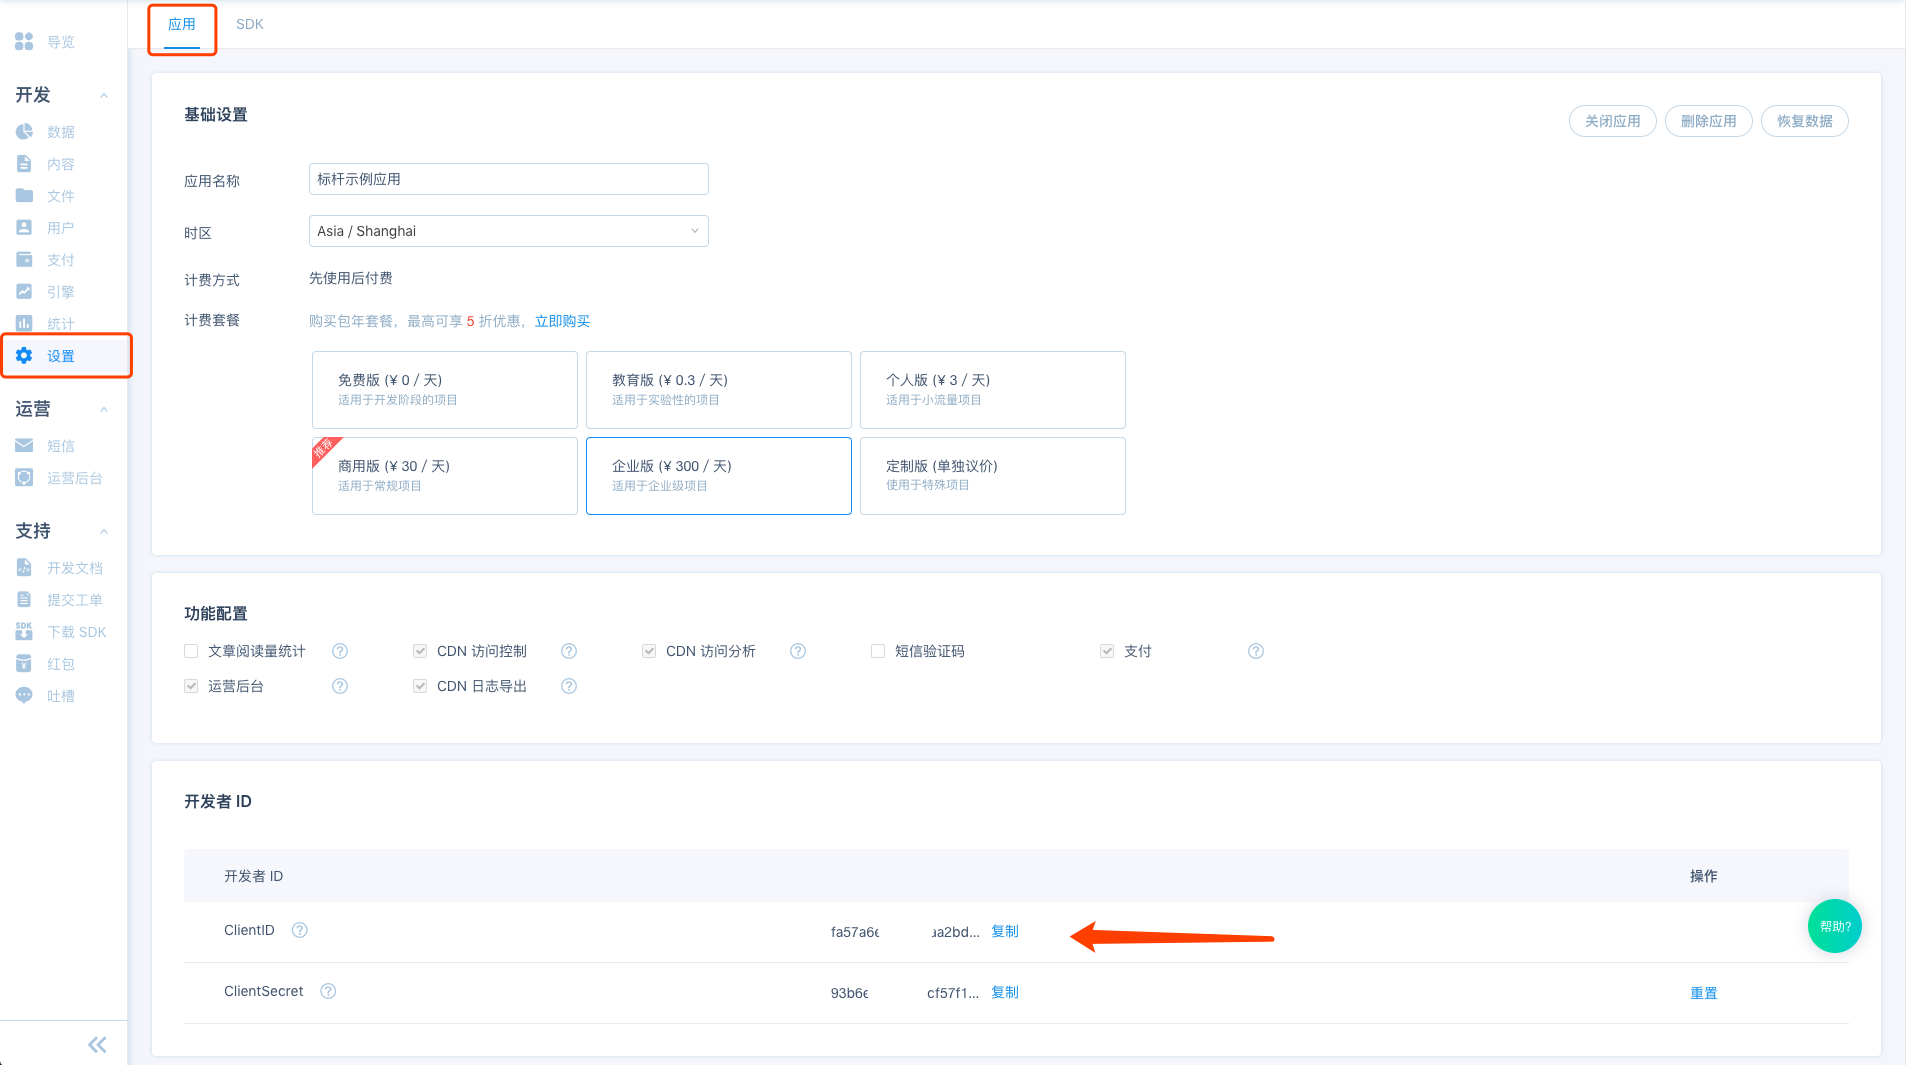 应用
SDK
导览
开发
数据
内容
文件
用户
支付
引擎
统计
设置
运营
短信
运营后台
支持
开发文档
提交工单
SDK
下载 SDK
红包
吐槽
基础设置
关闭应用
删除应用
恢复数据
应用名称
标杆示例应用
时区
Asia / Shanghai
计费方式
先使用后付费
计费套餐
购买包年套餐，最高可享 5 折优惠，立即购买
免费版 (¥ 0 / 天)
适用于开发阶段的项目
教育版 (¥ 0.3 / 天)
适用于实验性的项目
个人版 (¥ 3 / 天)
适用于小流量项目
推荐
商用版 (¥ 30 / 天)
适用于常规项目
企业版 (¥ 300 / 天)
适用于企业级项目
定制版 (单独议价)
使用于特殊项目
功能配置
文章阅读量统计
CDN 访问控制
CDN 访问分析
短信验证码
支付
运营后台
CDN 日志导出
开发者 ID
开发者 ID
操作
ClientID
fa57a6
aa2bd...
复制
ClientSecret
93b6
cf57f1...
复制
重置
帮助?